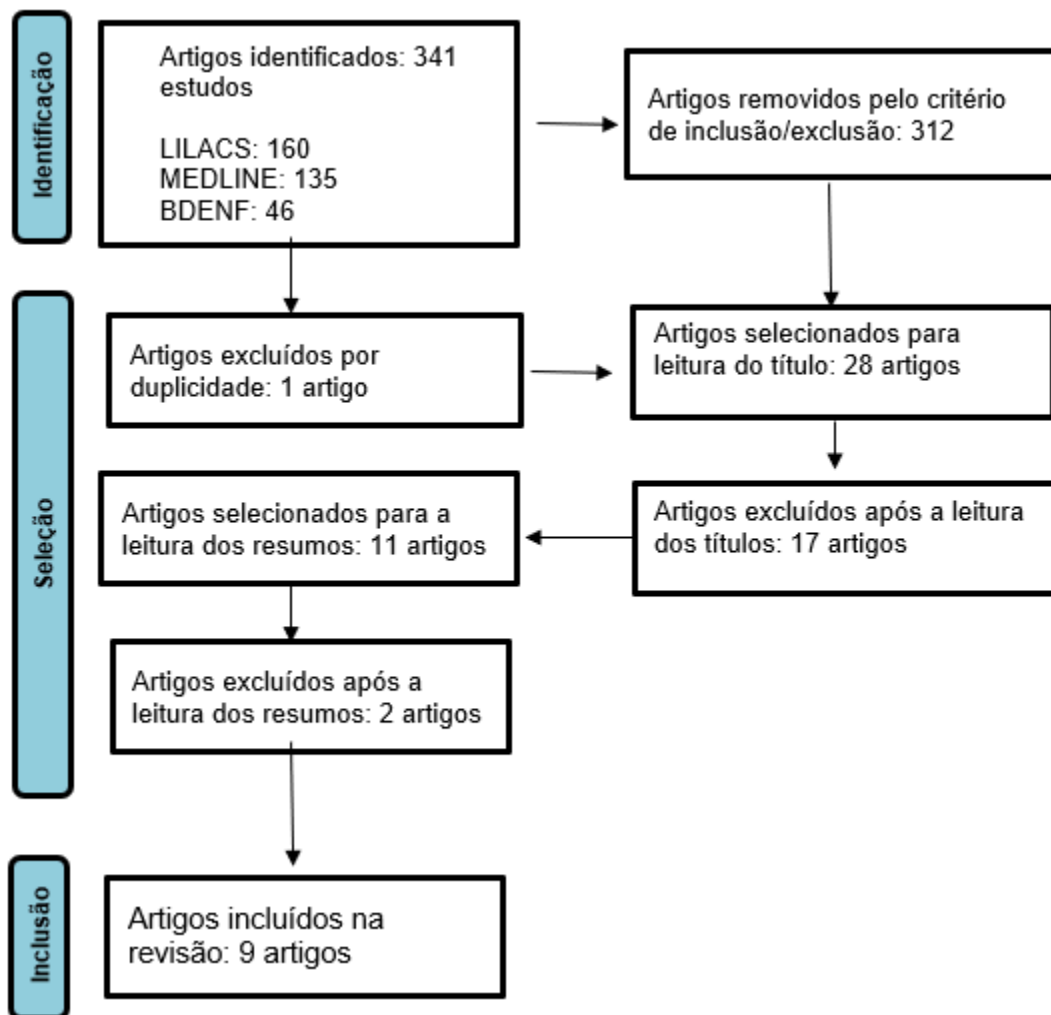 Identificação
Artigos identificados: 341
estudos
LILACS: 160
MEDLINE: 135
BDENF: 46
Artigos removidos pelo critério
de inclusão/exclusão: 312
Seleção
Artigos excluídos por
duplicidade: 1 artigo
Artigos selecionados para
leitura do título: 28 artigos
Artigos selecionados para a
leitura dos resumos: 11 artigos
Artigos excluídos após a leitura
dos títulos: 17 artigos
Artigos excluídos após a
leitura dos resumos: 2 artigos
Inclusão
Artigos incluídos na
revisão: 9 artigos